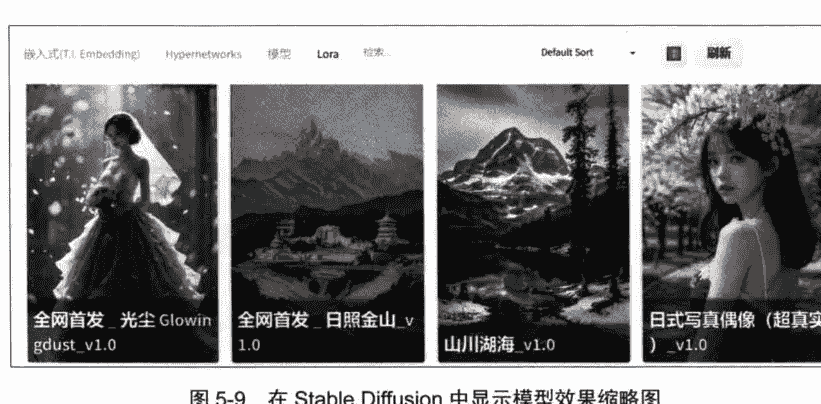 嵌入式(T.I. Embedding) Hypernetworks 模型 Lora 检索... Default Sort 刷新
全网首发 _ 光尘 Glowin
gdust_v1.0
全网首发 _ 日照金山_v
1.0
山川湖海_v1.0
日式写真偶像（超真实
）_v1.0
图 5-9 在 Stable Diffusion 中显示模型效果缩略图